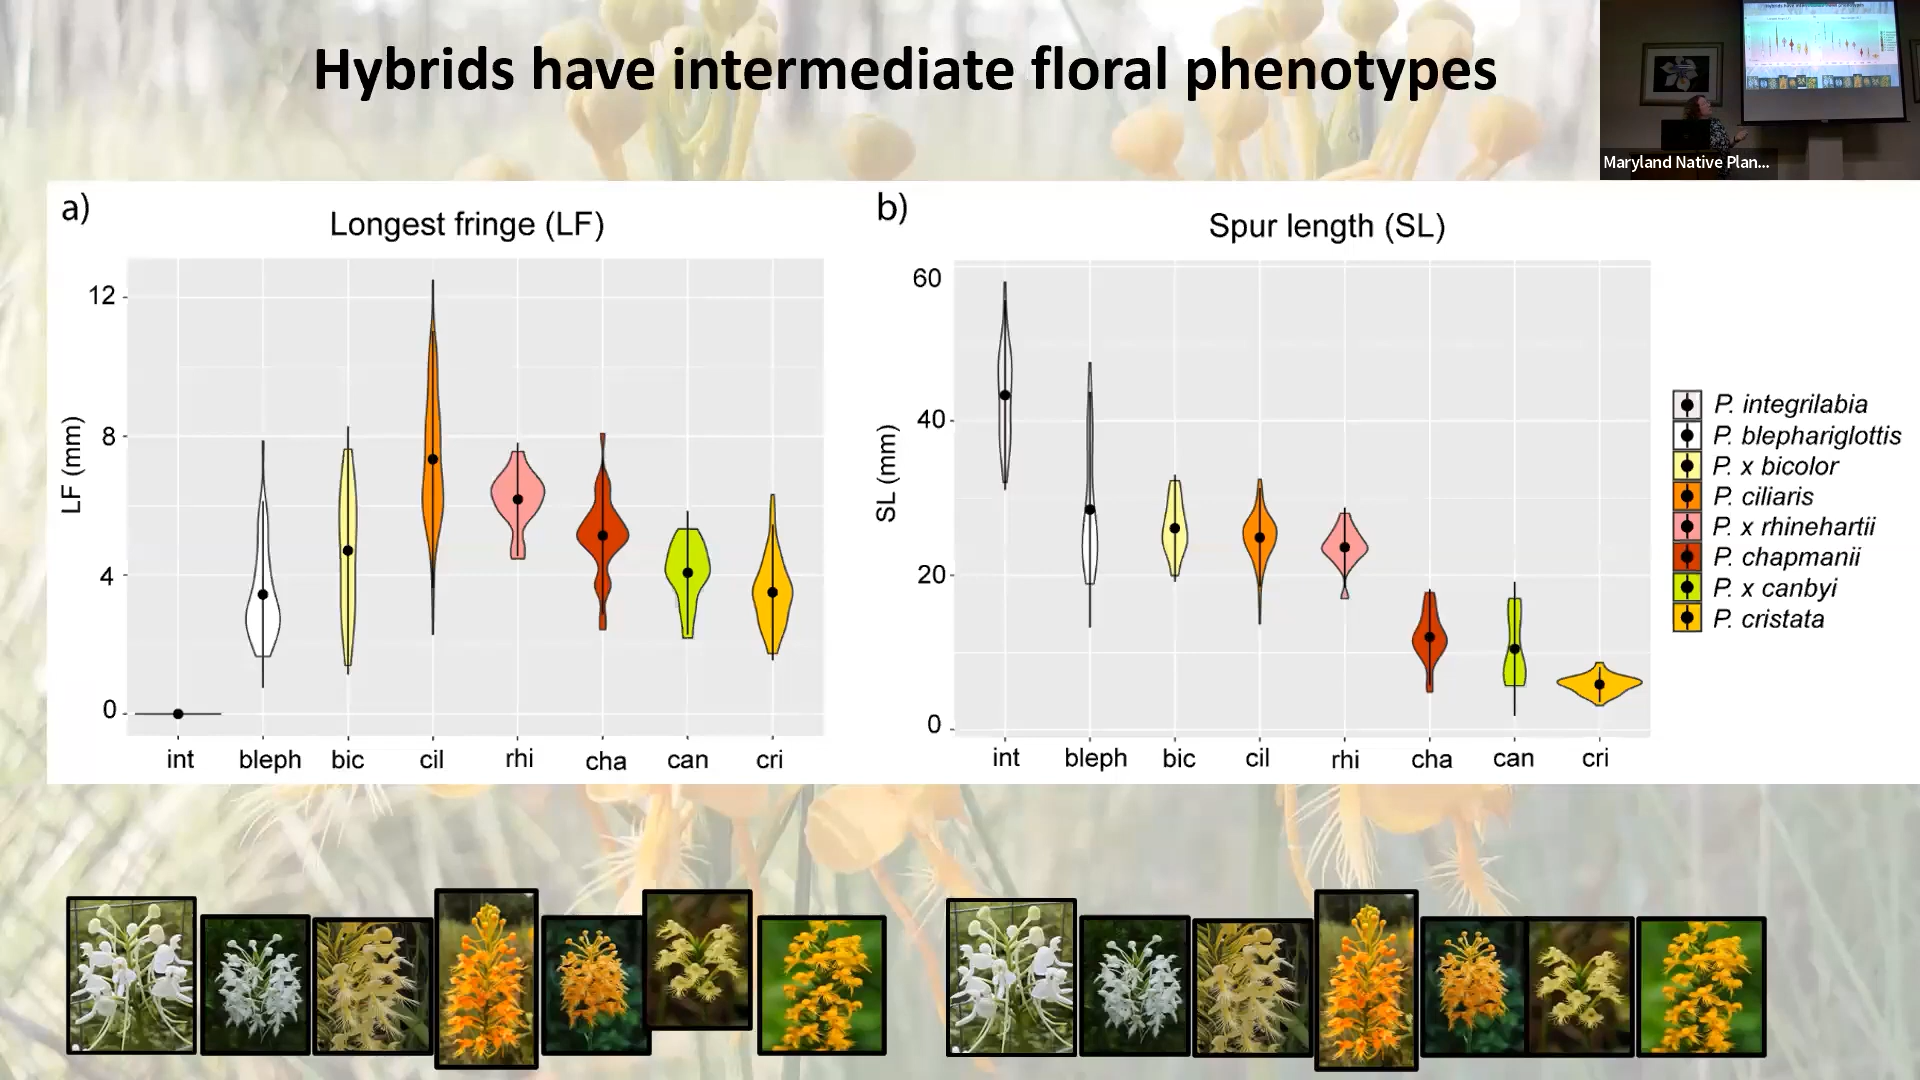 Hybrids have intermediate floral phenotypes
Maryland Native Plan...
a)
Longest fringe (LF)
LF (mm)
12
8
4
0
int bleph bic cil rhi cha can cri
b)
Spur length (SL)
SL (mm)
60
40
20
0
int bleph bic cil rhi cha can cri
P. integrilabia
P. blephariglottis
P. x bicolor
P. ciliaris
P. x rhinehartii
P. chapmanii
P. x canbyi
P. cristata